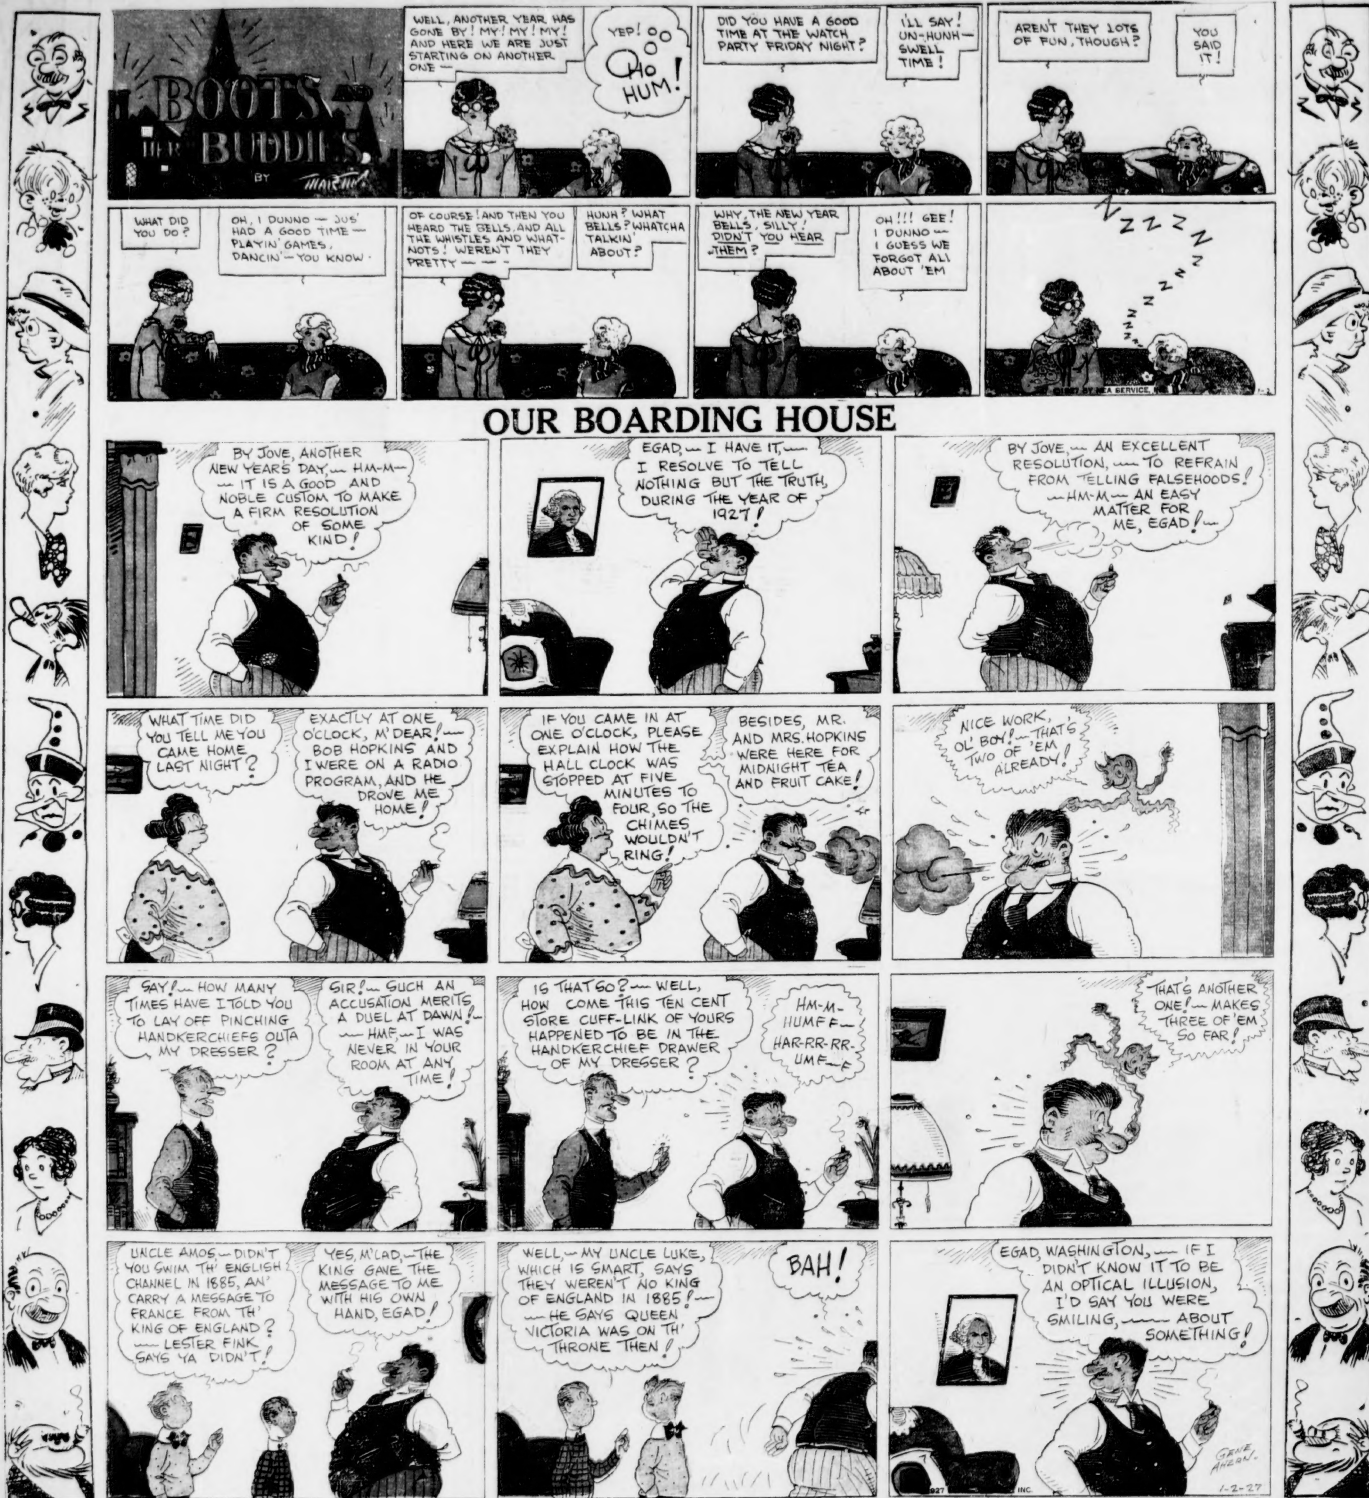 BOOTS AND
HER BUDDIES
BY MARTIN
WELL, ANOTHER YEAR HAS
GONE BY! MY! MY! MY!
AND HERE WE ARE JUST
STARTING ON ANOTHER
ONE —
YEP!
HO
HUM!
DID YOU HAVE A GOOD
TIME AT THE WATCH
PARTY FRIDAY NIGHT?
I'LL SAY!
UN-HUNH—
SWELL
TIME!
AREN'T THEY LOTS
OF FUN, THOUGH?
YOU
SAID
IT!
WHAT DID
YOU DO?
OH, I DUNNO — JUS'
HAD A GOOD TIME —
PLAYIN' GAMES,
DANCIN' — YOU KNOW.
OF COURSE! AND THEN YOU
HEARD THE BELLS, AND ALL
THE WHISTLES AND WHAT-
NOTS! WEREN'T THEY
PRETTY — — —
HUNH? WHAT
BELLS? WHATCHA
TALKIN'
ABOUT?
WHY, THE NEW YEAR
BELLS, SILLY!
DIDN'T YOU HEAR
THEM?
OH!!! GEE!
I DUNNO —
I GUESS WE
FORGOT ALL
ABOUT 'EM
N Z Z Z Z Z Z Z Z Z Z Z Z
©1927 BY NEA SERVICE, INC. 1-2
OUR BOARDING HOUSE
BY JOVE, ANOTHER
NEW YEAR'S DAY, — HM-M —
— IT IS A GOOD AND
NOBLE CUSTOM TO MAKE
A FIRM RESOLUTION
OF SOME
KIND!
EGAD, — I HAVE IT, —
I RESOLVE TO TELL
NOTHING BUT THE TRUTH,
DURING THE YEAR OF
1927!
BY JOVE, — AN EXCELLENT
RESOLUTION, — TO REFRAIN
FROM TELLING FALSEHOODS!
— HM-M — AN EASY
MATTER FOR
ME, EGAD! —
WHAT TIME DID
YOU TELL ME YOU
CAME HOME
LAST NIGHT?
EXACTLY AT ONE
O'CLOCK, M'DEAR! —
BOB HOPKINS AND
I WERE ON A RADIO
PROGRAM, AND HE
DROVE ME
HOME!
IF YOU CAME IN AT
ONE O'CLOCK, PLEASE
EXPLAIN HOW THE
HALL CLOCK WAS
STOPPED AT FIVE
MINUTES TO
FOUR, SO THE
CHIMES
WOULDN'T
RING!
BESIDES, MR.
AND MRS. HOPKINS
WERE HERE FOR
MIDNIGHT TEA
AND FRUIT CAKE!
NICE WORK,
OL' BOY! — THAT'S
TWO OF 'EM
ALREADY!
SAY! — HOW MANY
TIMES HAVE I TOLD YOU
TO LAY OFF PINCHING
HANDKERCHIEFS OUTA
MY DRESSER?
SIR! — SUCH AN
ACCUSATION MERITS
A DUEL AT DAWN! —
— HMF, — I WAS
NEVER IN YOUR
ROOM AT ANY
TIME!
IS THAT SO? — WELL,
HOW COME THIS TEN CENT
STORE CUFF-LINK OF YOURS
HAPPENED TO BE IN THE
HANDKERCHIEF DRAWER
OF MY DRESSER?
HM-M-
HUMFF —
HAR-RR-RR-
UMF — F
THAT'S ANOTHER
ONE! — MAKES
THREE OF 'EM
SO FAR!
UNCLE AMOS, — DIDN'T
YOU SWIM TH' ENGLISH
CHANNEL IN 1885, AN'
CARRY A MESSAGE TO
FRANCE FROM TH'
KING OF ENGLAND?
— LESTER FINK
SAYS YA DIDN'T!
YES, M'LAD, — THE
KING GAVE THE
MESSAGE TO ME
WITH HIS OWN
HAND, EGAD!
WELL, — MY UNCLE LUKE,
WHICH IS SMART, SAYS
THEY WEREN'T NO KING
OF ENGLAND IN 1885! —
— HE SAYS QUEEN
VICTORIA WAS ON TH'
THRONE THEN!
BAH!
EGAD, WASHINGTON, — IF I
DIDN'T KNOW IT TO BE
AN OPTICAL ILLUSION,
I'D SAY YOU WERE
SMILING, — ABOUT
SOMETHING!
GENE
AHERN.
927 INC. 1-2-27